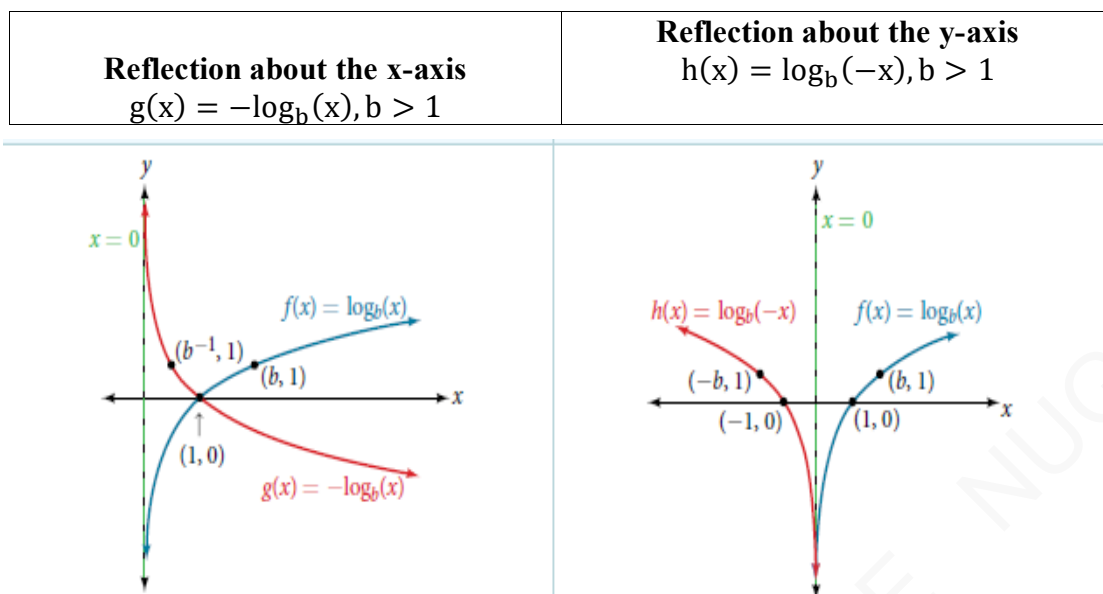 Reflection about the x-axis
g(x) = −log_b(x), b > 1
Reflection about the y-axis
h(x) = log_b(−x), b > 1
y
x = 0
f(x) = log_b(x)
(b⁻¹, 1)
(b, 1)
x
(1, 0)
g(x) = −log_b(x)
y
x = 0
h(x) = log_b(−x)
f(x) = log_b(x)
(−b, 1)
(b, 1)
(−1, 0)
(1, 0)
x